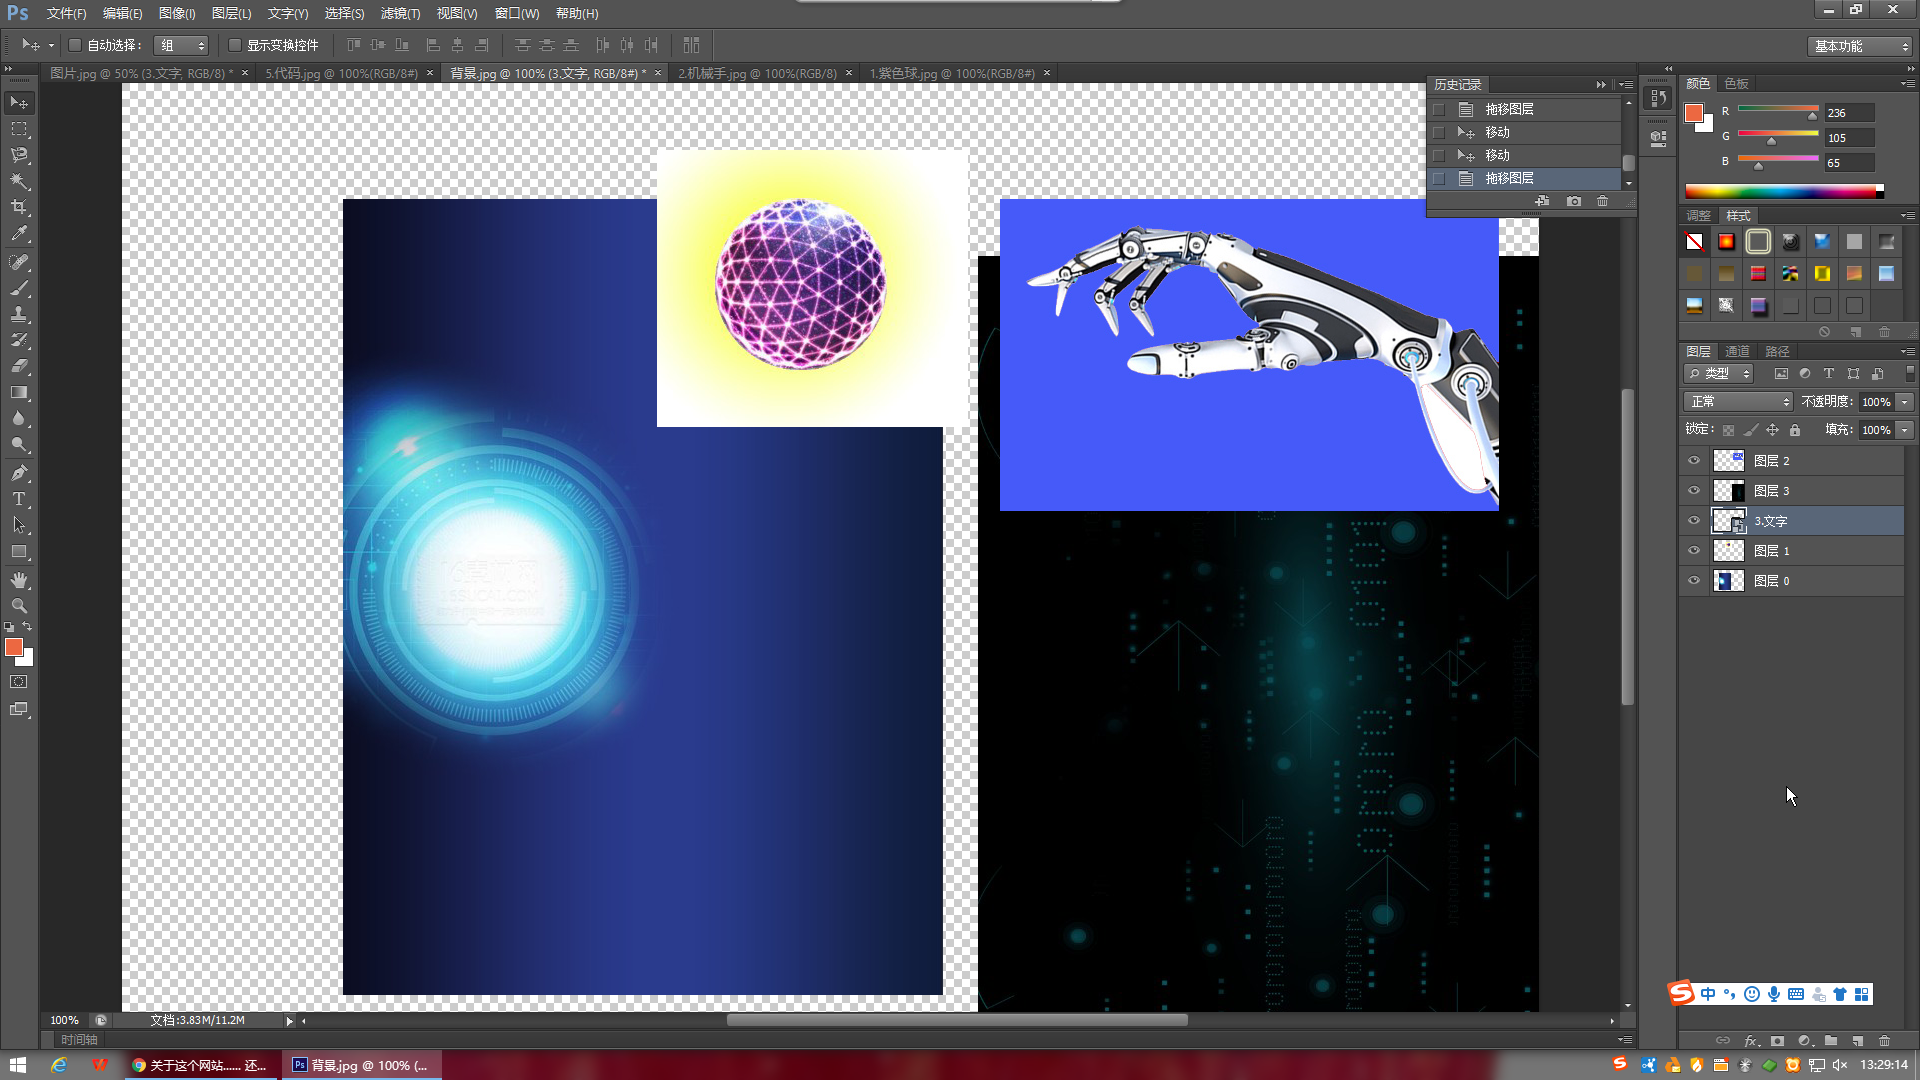 Ps 文件(F) 编辑(E) 图像(I) 图层(L) 文字(Y) 选择(S) 滤镜(T) 视图(V) 窗口(W) 帮助(H)
自动选择： 组 显示变换控件 基本功能
图片.jpg @ 50% (3.文字, RGB/8) * × 5.代码.jpg @ 100%(RGB/8#) × 背景.jpg @ 100% (3.文字, RGB/8#) * × 2.机械手.jpg @ 100%(RGB/8) × 1.紫色球.jpg @ 100%(RGB/8#) ×
历史记录
拖移图层
移动
移动
拖移图层
颜色 色板
R 236
G 105
B 65
调整 样式
图层 通道 路径
类型
正常 不透明度： 100%
锁定： 填充： 100%
图层 2
图层 3
3.文字
图层 1
图层 0
中
100% 文档:3.83M/11.2M
时间轴
关于这个网站...... 还... Ps 背景.jpg @ 100% (... 13:29:14